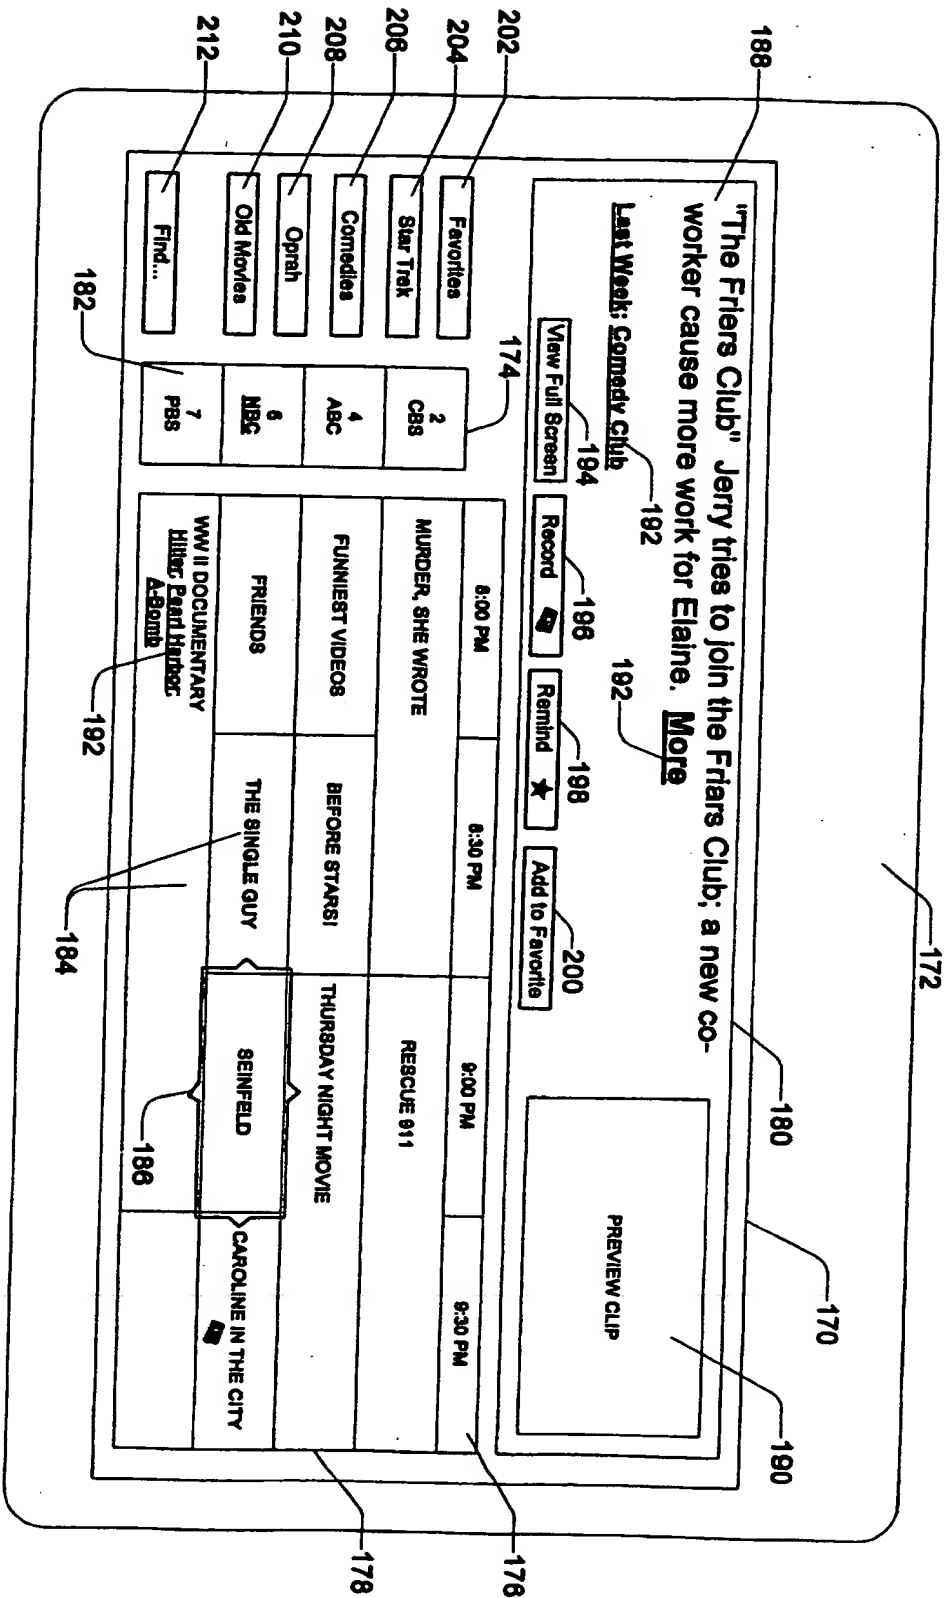 172
170
180
188
"The Friers Club" Jerry tries to join the Friars Club; a new co-
worker cause more work for Elaine. More
192
Last Week: Comedy Club
192
PREVIEW CLIP
190
194
196
198
200
View Full Screen
Record
Remind
Add to Favorite
202
204
206
208
210
212
Favorites
Star Trek
Comedies
Oprah
Old Movies
Find...
174
2
CBS
4
ABC
6
NBC
7
PBS
182
8:00 PM
8:30 PM
9:00 PM
9:30 PM
176
MURDER, SHE WROTE
RESCUE 911
FUNNIEST VIDEOS
BEFORE STARS!
THURSDAY NIGHT MOVIE
178
FRIENDS
THE SINGLE GUY
SEINFELD
CAROLINE IN THE CITY
WW II DOCUMENTARY
Hitler; Pearl Harbor;
A-Bomb
192
184
186